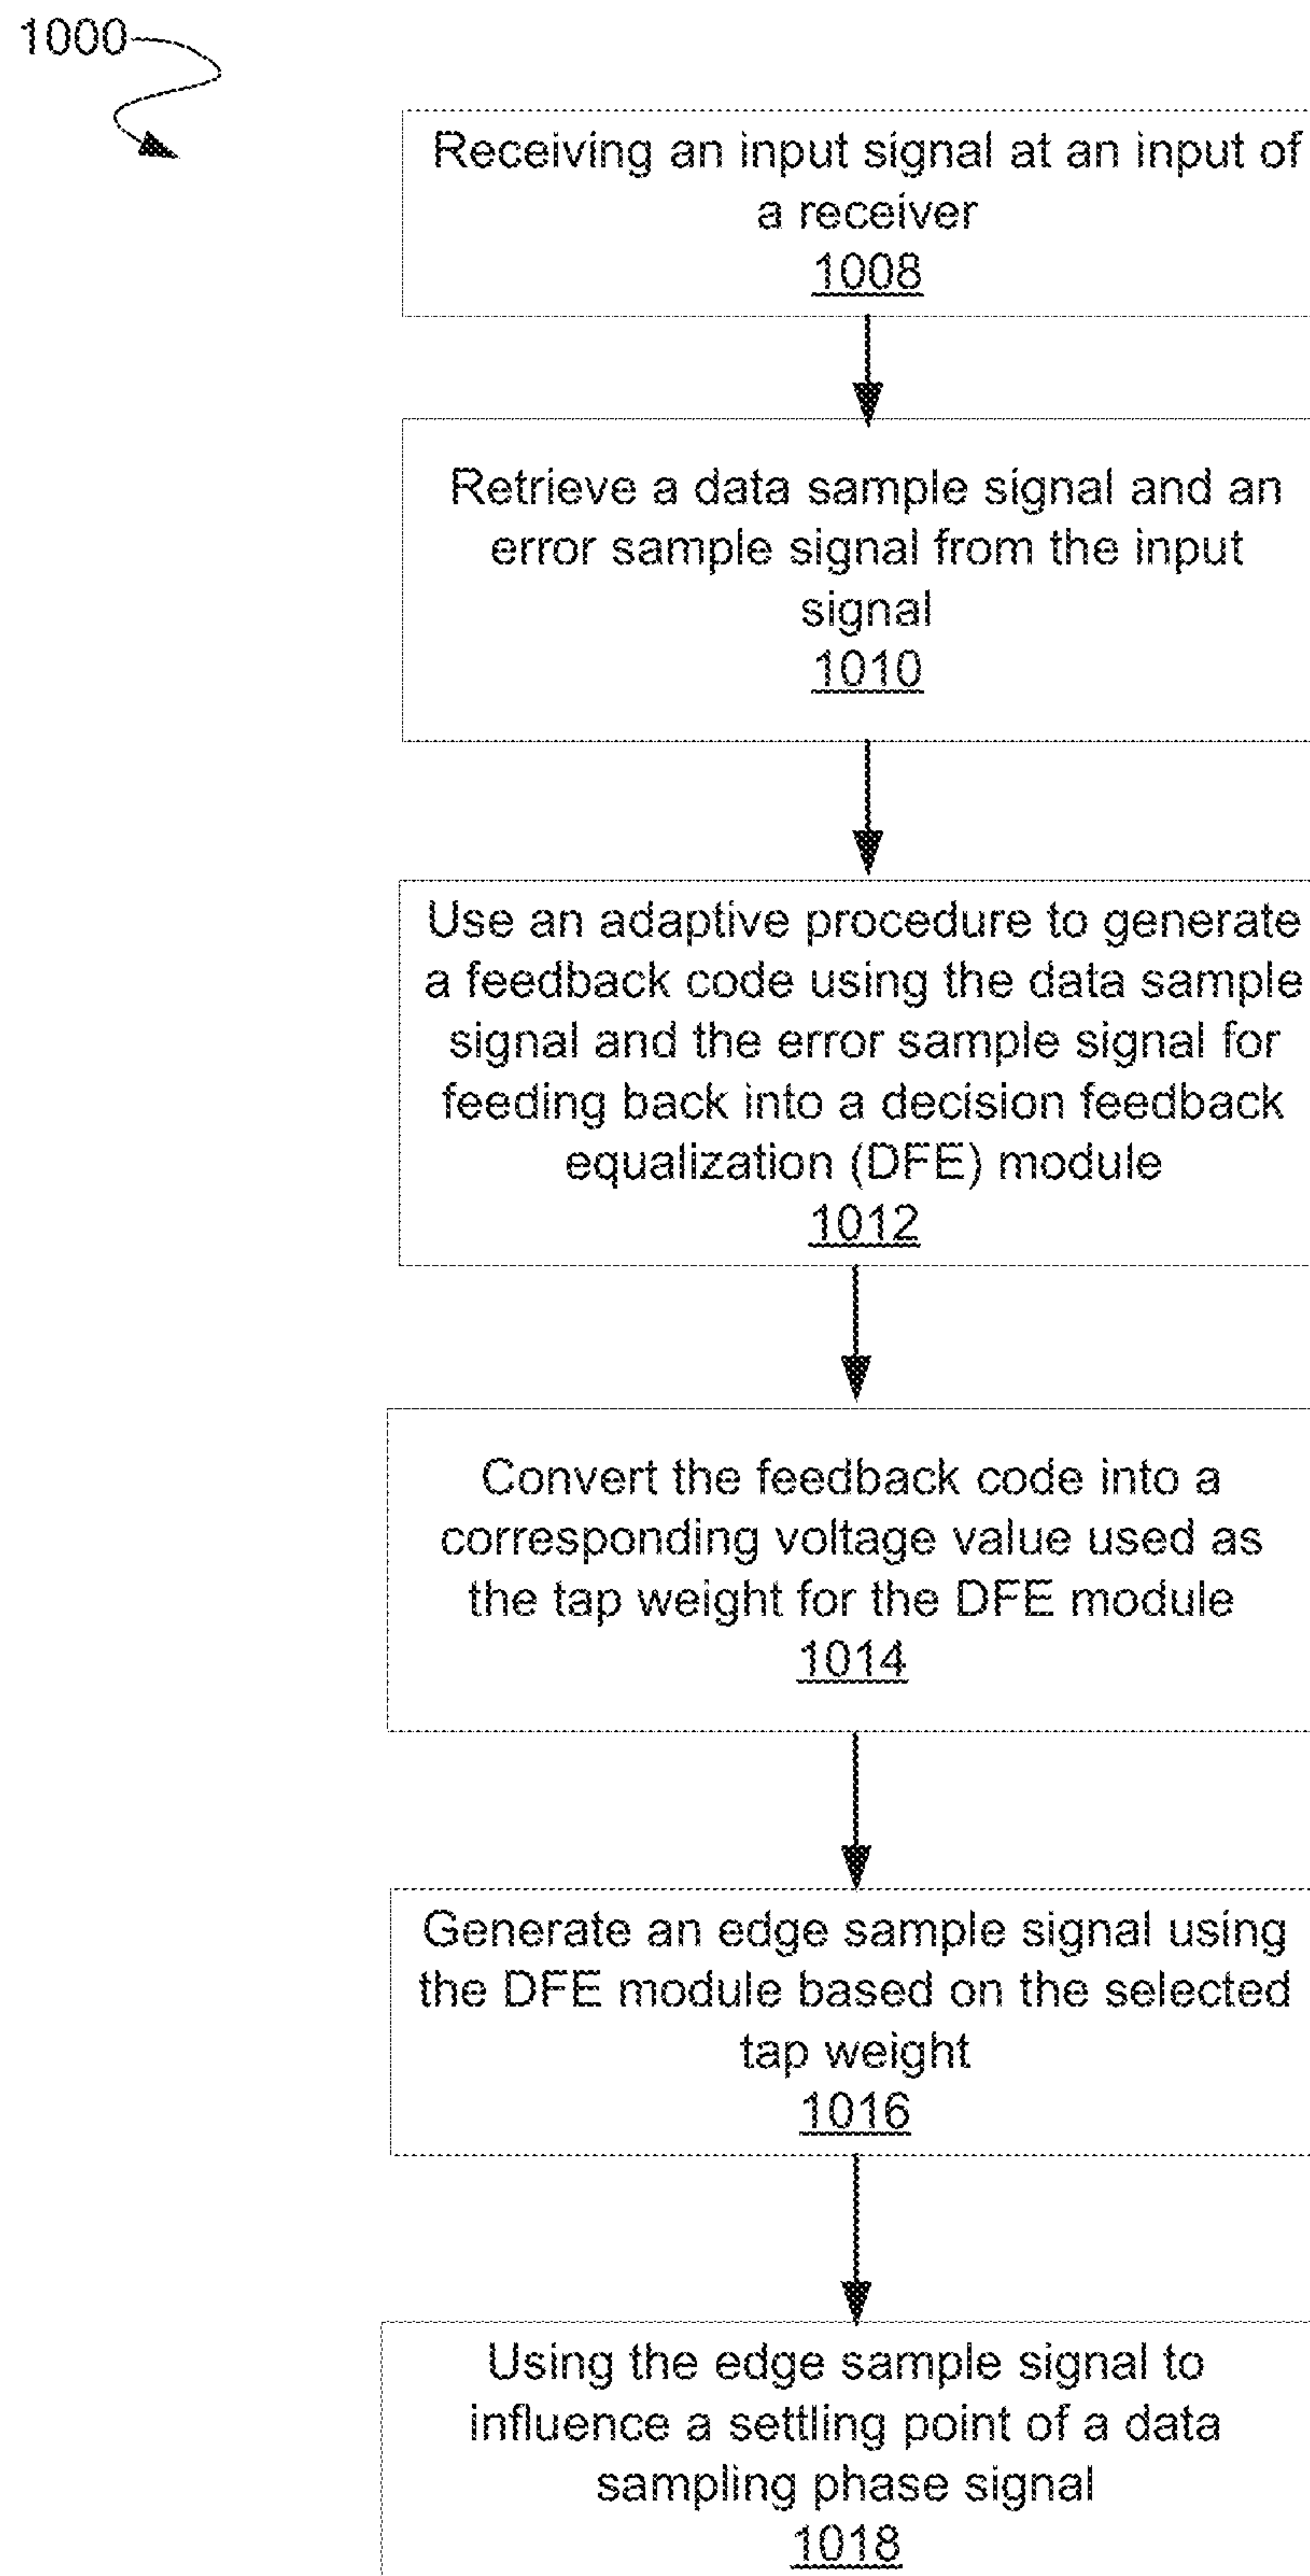 1000
Receiving an input signal at an input of
a receiver
1008
Retrieve a data sample signal and an
error sample signal from the input
signal
1010
Use an adaptive procedure to generate
a feedback code using the data sample
signal and the error sample signal for
feeding back into a decision feedback
equalization (DFE) module
1012
Convert the feedback code into a
corresponding voltage value used as
the tap weight for the DFE module
1014
Generate an edge sample signal using
the DFE module based on the selected
tap weight
1016
Using the edge sample signal to
influence a settling point of a data
sampling phase signal
1018